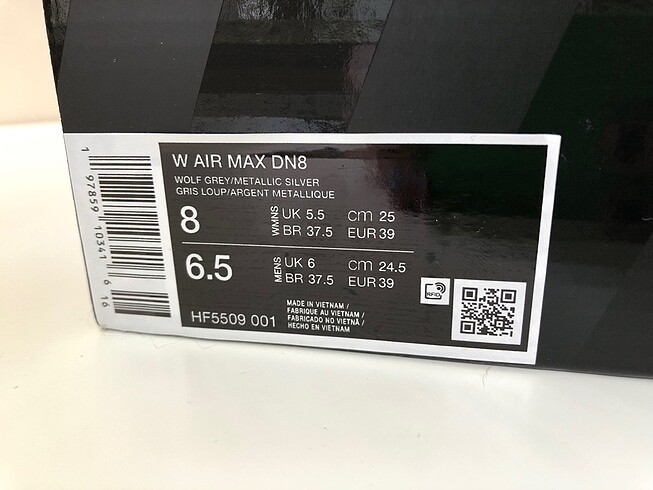 W AIR MAX DN8
WOLF GREY/METALLIC SILVER
GRIS LOUP/ARGENT METALLIQUE
8 WMNS UK 5.5 cm 25
BR 37.5 EUR 39
6.5 MENS UK 6 cm 24.5
BR 37.5 EUR 39
HF5509 001
MADE IN VIETNAM /
FABRIQUE AU VIETNAM /
FABRICADO NO VIETNÃ /
HECHO EN VIETNAM
RFID
1 97859 10341 6 16